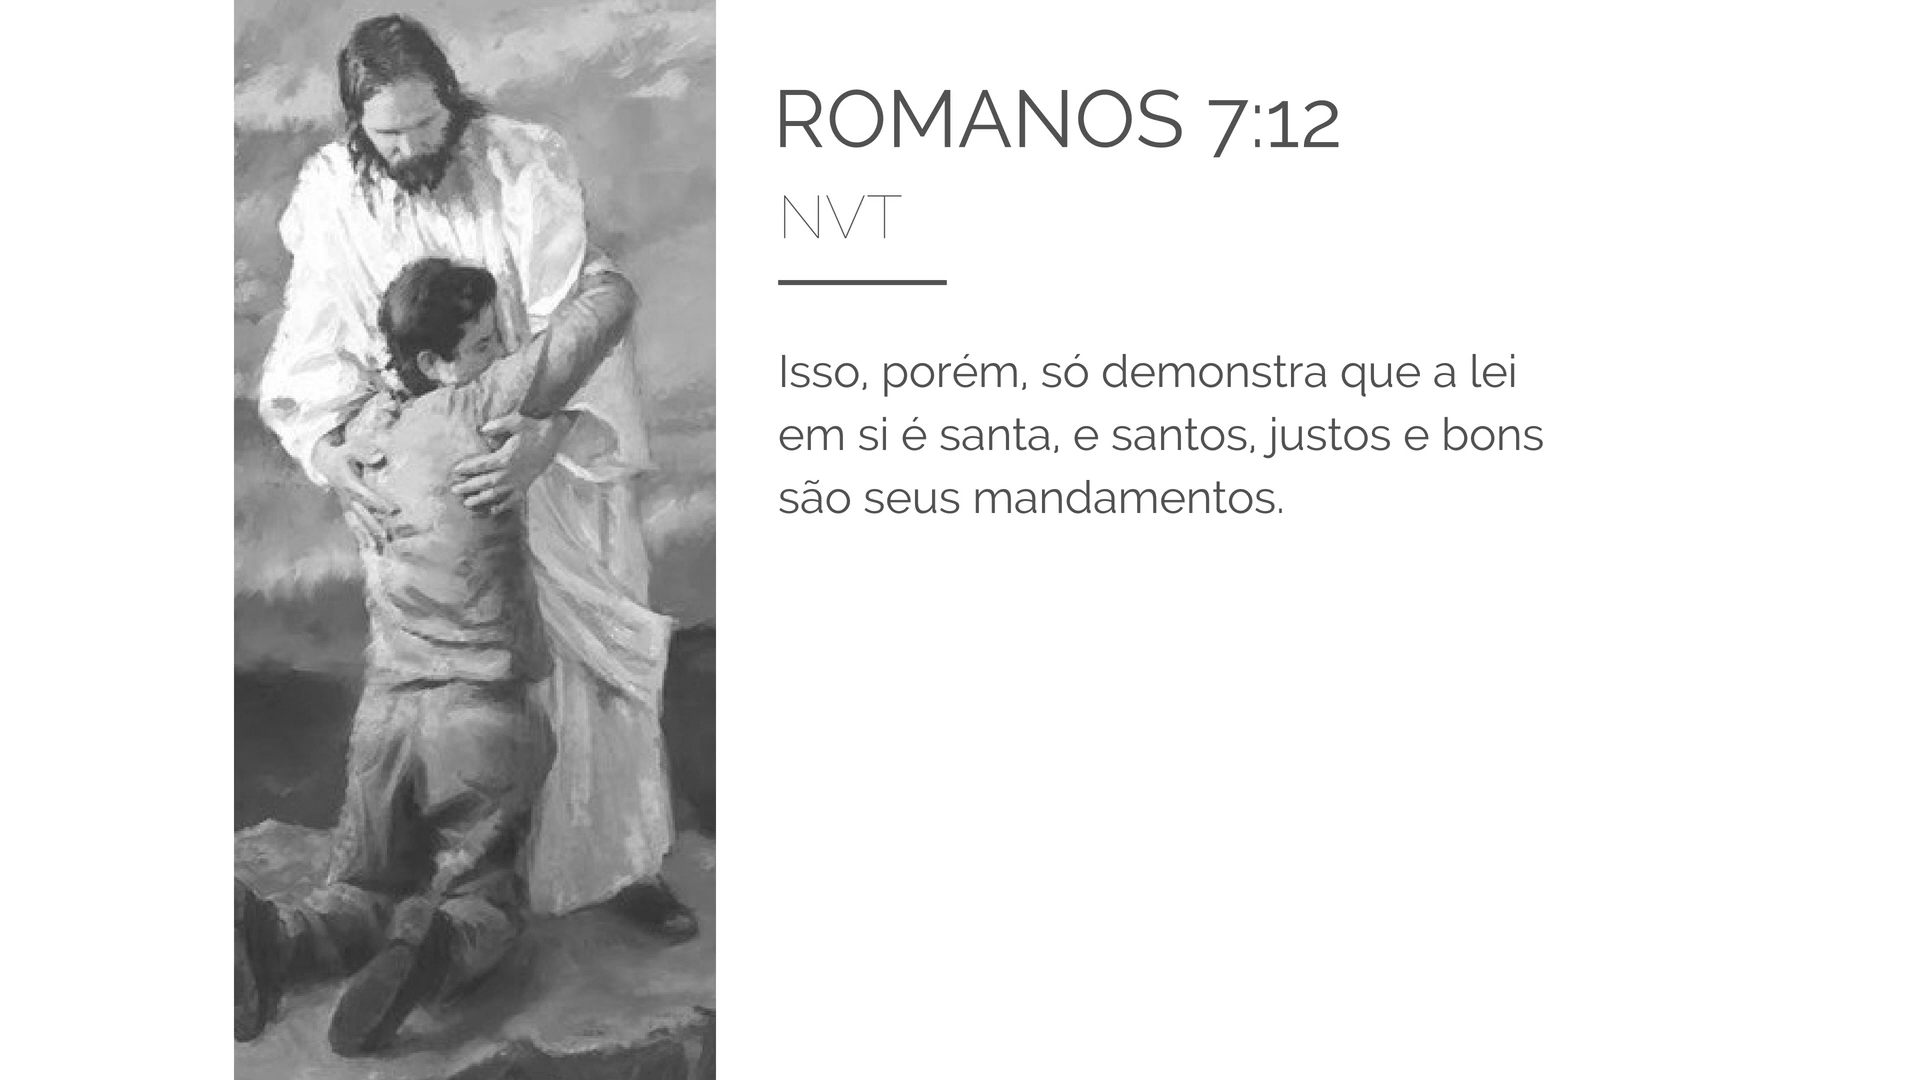 ROMANOS 7:12
NVT
Isso, porém, só demonstra que a lei
em si é santa, e santos, justos e bons
são seus mandamentos.